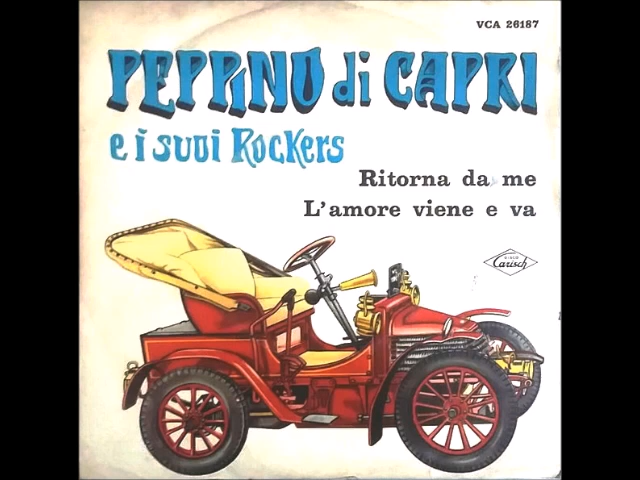 VCA 26187
PEPPINO di CAPRI
e i suoi Rockers
Ritorna da me
L'amore viene e va
Carisch